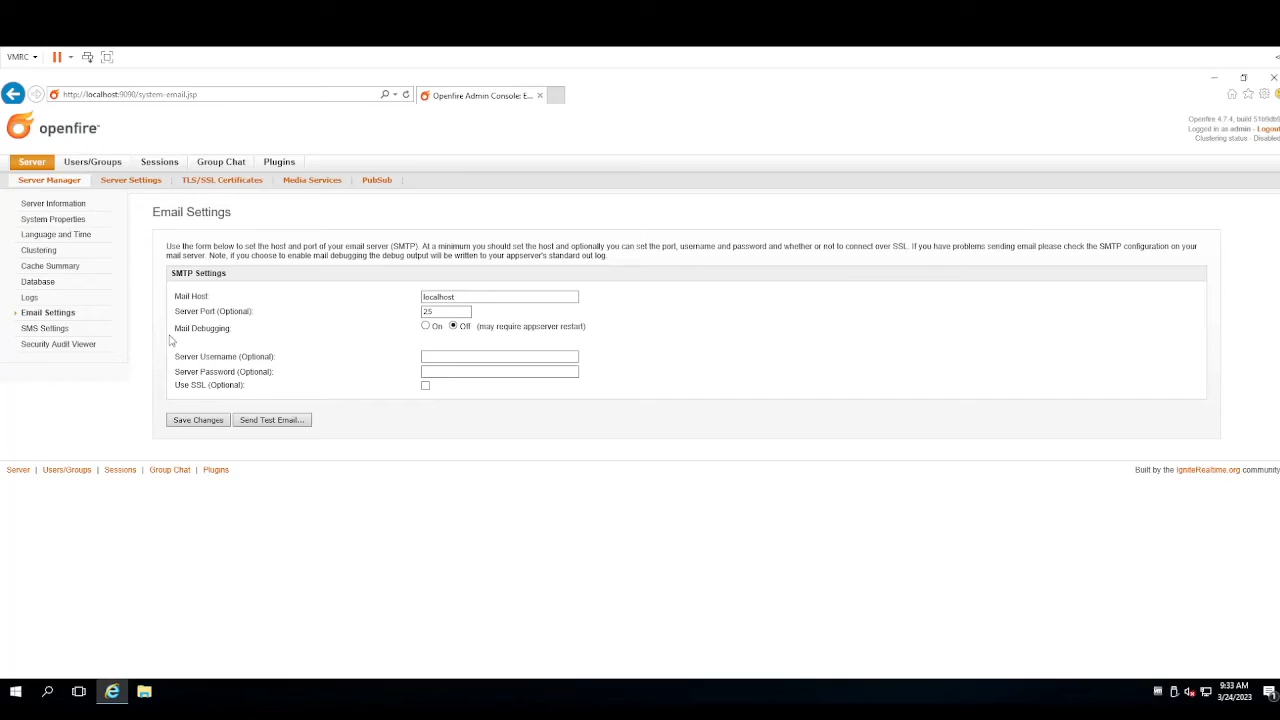 VMRC
http://localhost:9090/system-email.jsp
Openfire Admin Console: E...
openfire
Openfire 4.7.4, build 51b9db9
Logged in as admin - Logout
Clustering status - Disabled
Server Users/Groups Sessions Group Chat Plugins
Server Manager Server Settings TLS/SSL Certificates Media Services PubSub
Server Information
System Properties
Language and Time
Clustering
Cache Summary
Database
Logs
Email Settings
SMS Settings
Security Audit Viewer
Email Settings
Use the form below to set the host and port of your email server (SMTP). At a minimum you should set the host and optionally you can set the port, username and password and whether or not to connect over SSL. If you have problems sending email please check the SMTP configuration on your
mail server. Note, if you choose to enable mail debugging the debug output will be written to your appserver's standard out log.
SMTP Settings
Mail Host: localhost
Server Port (Optional): 25
Mail Debugging: On Off (may require appserver restart)
Server Username (Optional):
Server Password (Optional):
Use SSL (Optional):
Save Changes Send Test Email...
Server | Users/Groups | Sessions | Group Chat | Plugins
Built by the IgniteRealtime.org community
9:33 AM
3/24/2023